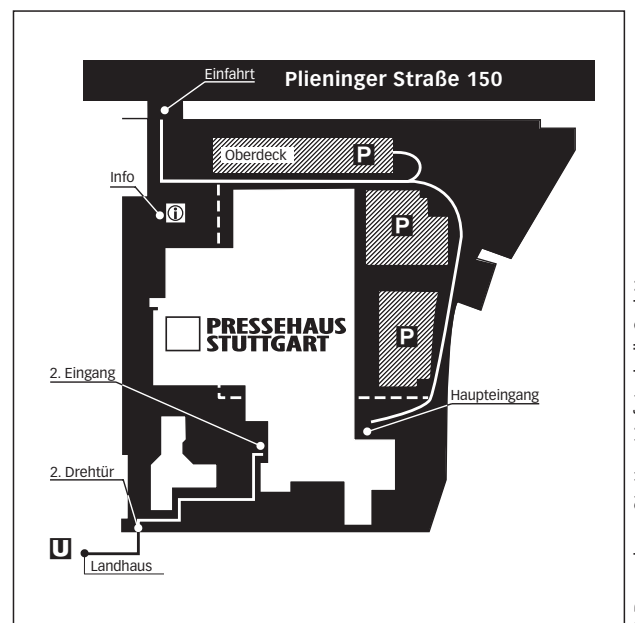 Einfahrt
Plieninger Straße 150
Oberdeck
P
Info
i
P
PRESSEHAUS
STUTTGART
P
2. Eingang
Haupteingang
2. Drehtür
U
Landhaus